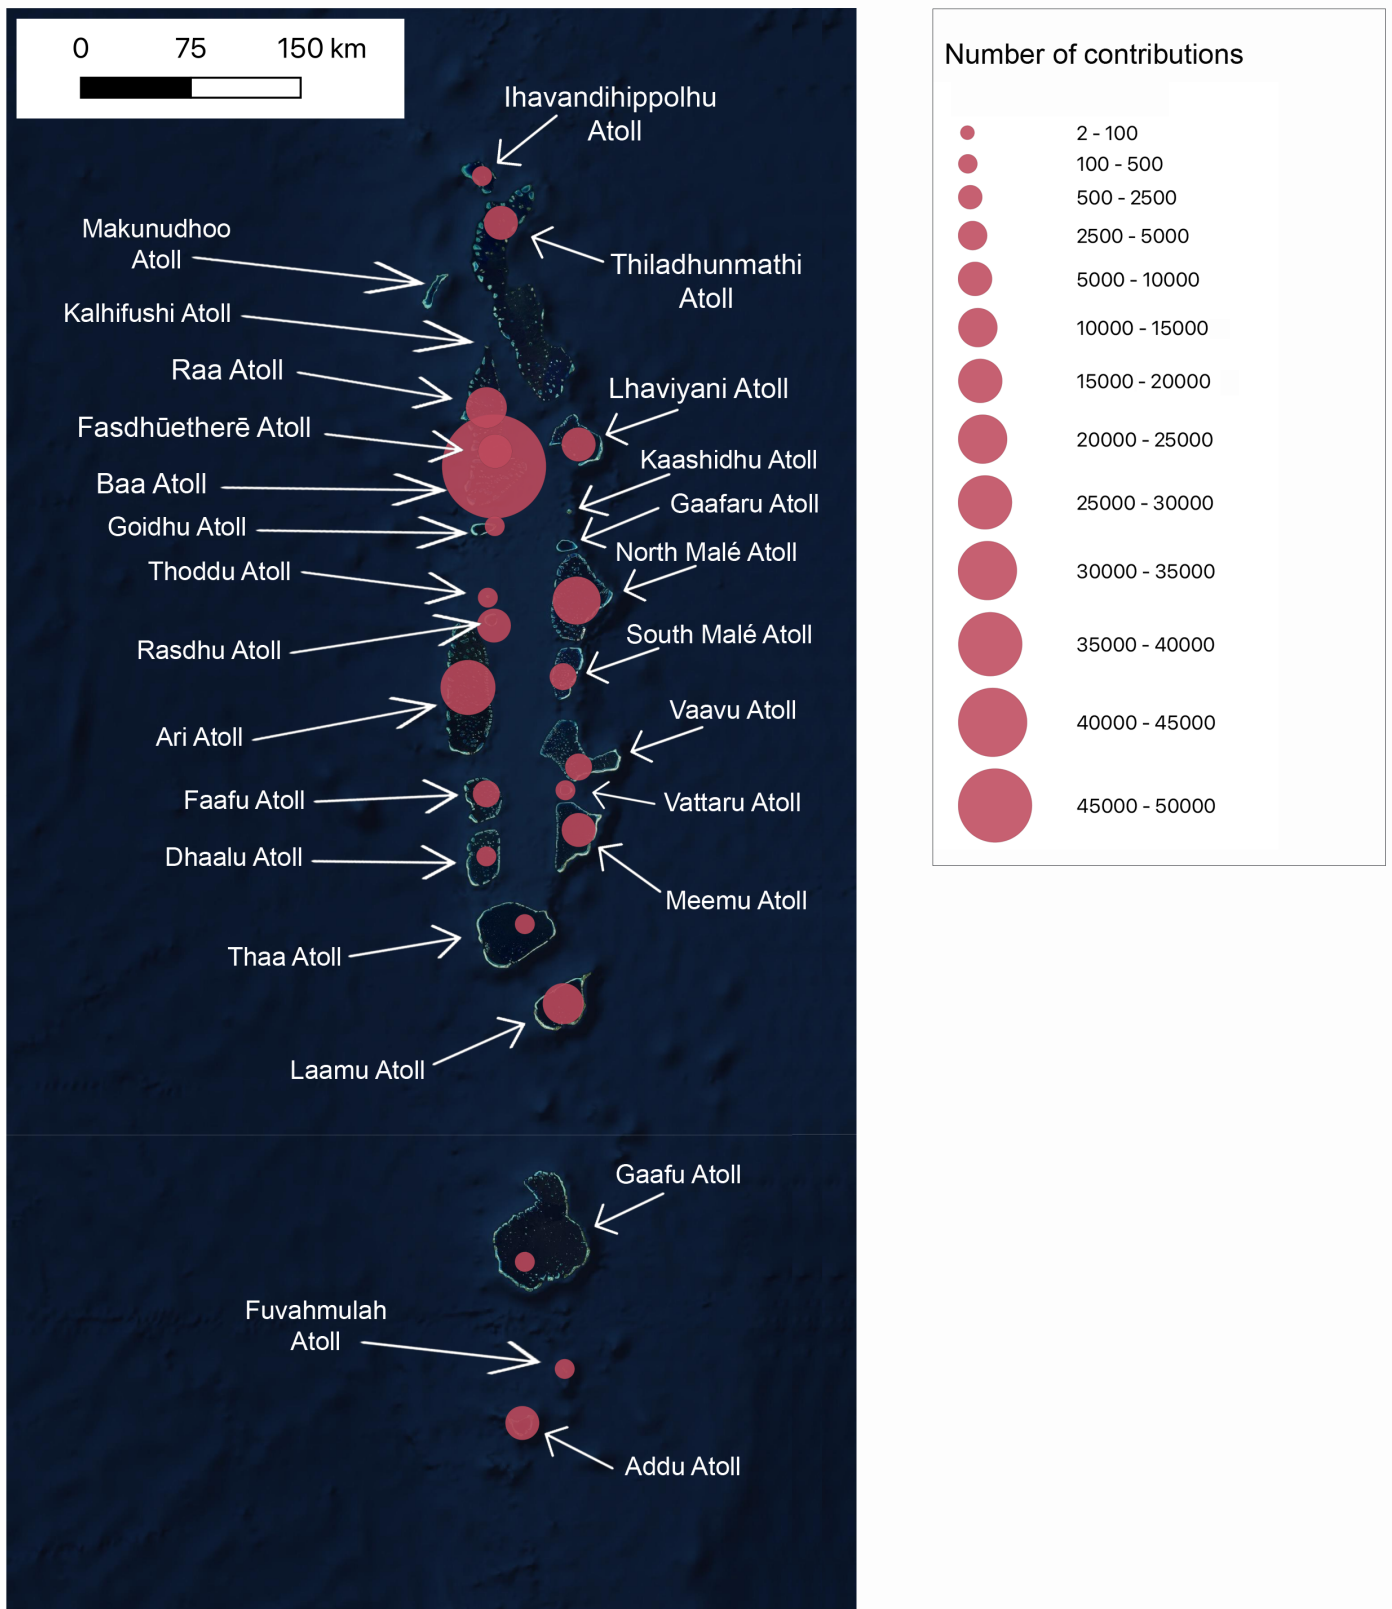 0 75 150 km
Ihavandihippolhu
Atoll
Makunudhoo
Atoll
Thiladhunmathi
Atoll
Kalhifushi Atoll
Raa Atoll
Lhaviyani Atoll
Fasdhūetherē Atoll
Kaashidhu Atoll
Baa Atoll
Gaafaru Atoll
Goidhu Atoll
North Malé Atoll
Thoddu Atoll
South Malé Atoll
Rasdhu Atoll
Vaavu Atoll
Ari Atoll
Faafu Atoll
Vattaru Atoll
Dhaalu Atoll
Meemu Atoll
Thaa Atoll
Laamu Atoll
Gaafu Atoll
Fuvahmulah
Atoll
Addu Atoll
Number of contributions
2 - 100
100 - 500
500 - 2500
2500 - 5000
5000 - 10000
10000 - 15000
15000 - 20000
20000 - 25000
25000 - 30000
30000 - 35000
35000 - 40000
40000 - 45000
45000 - 50000